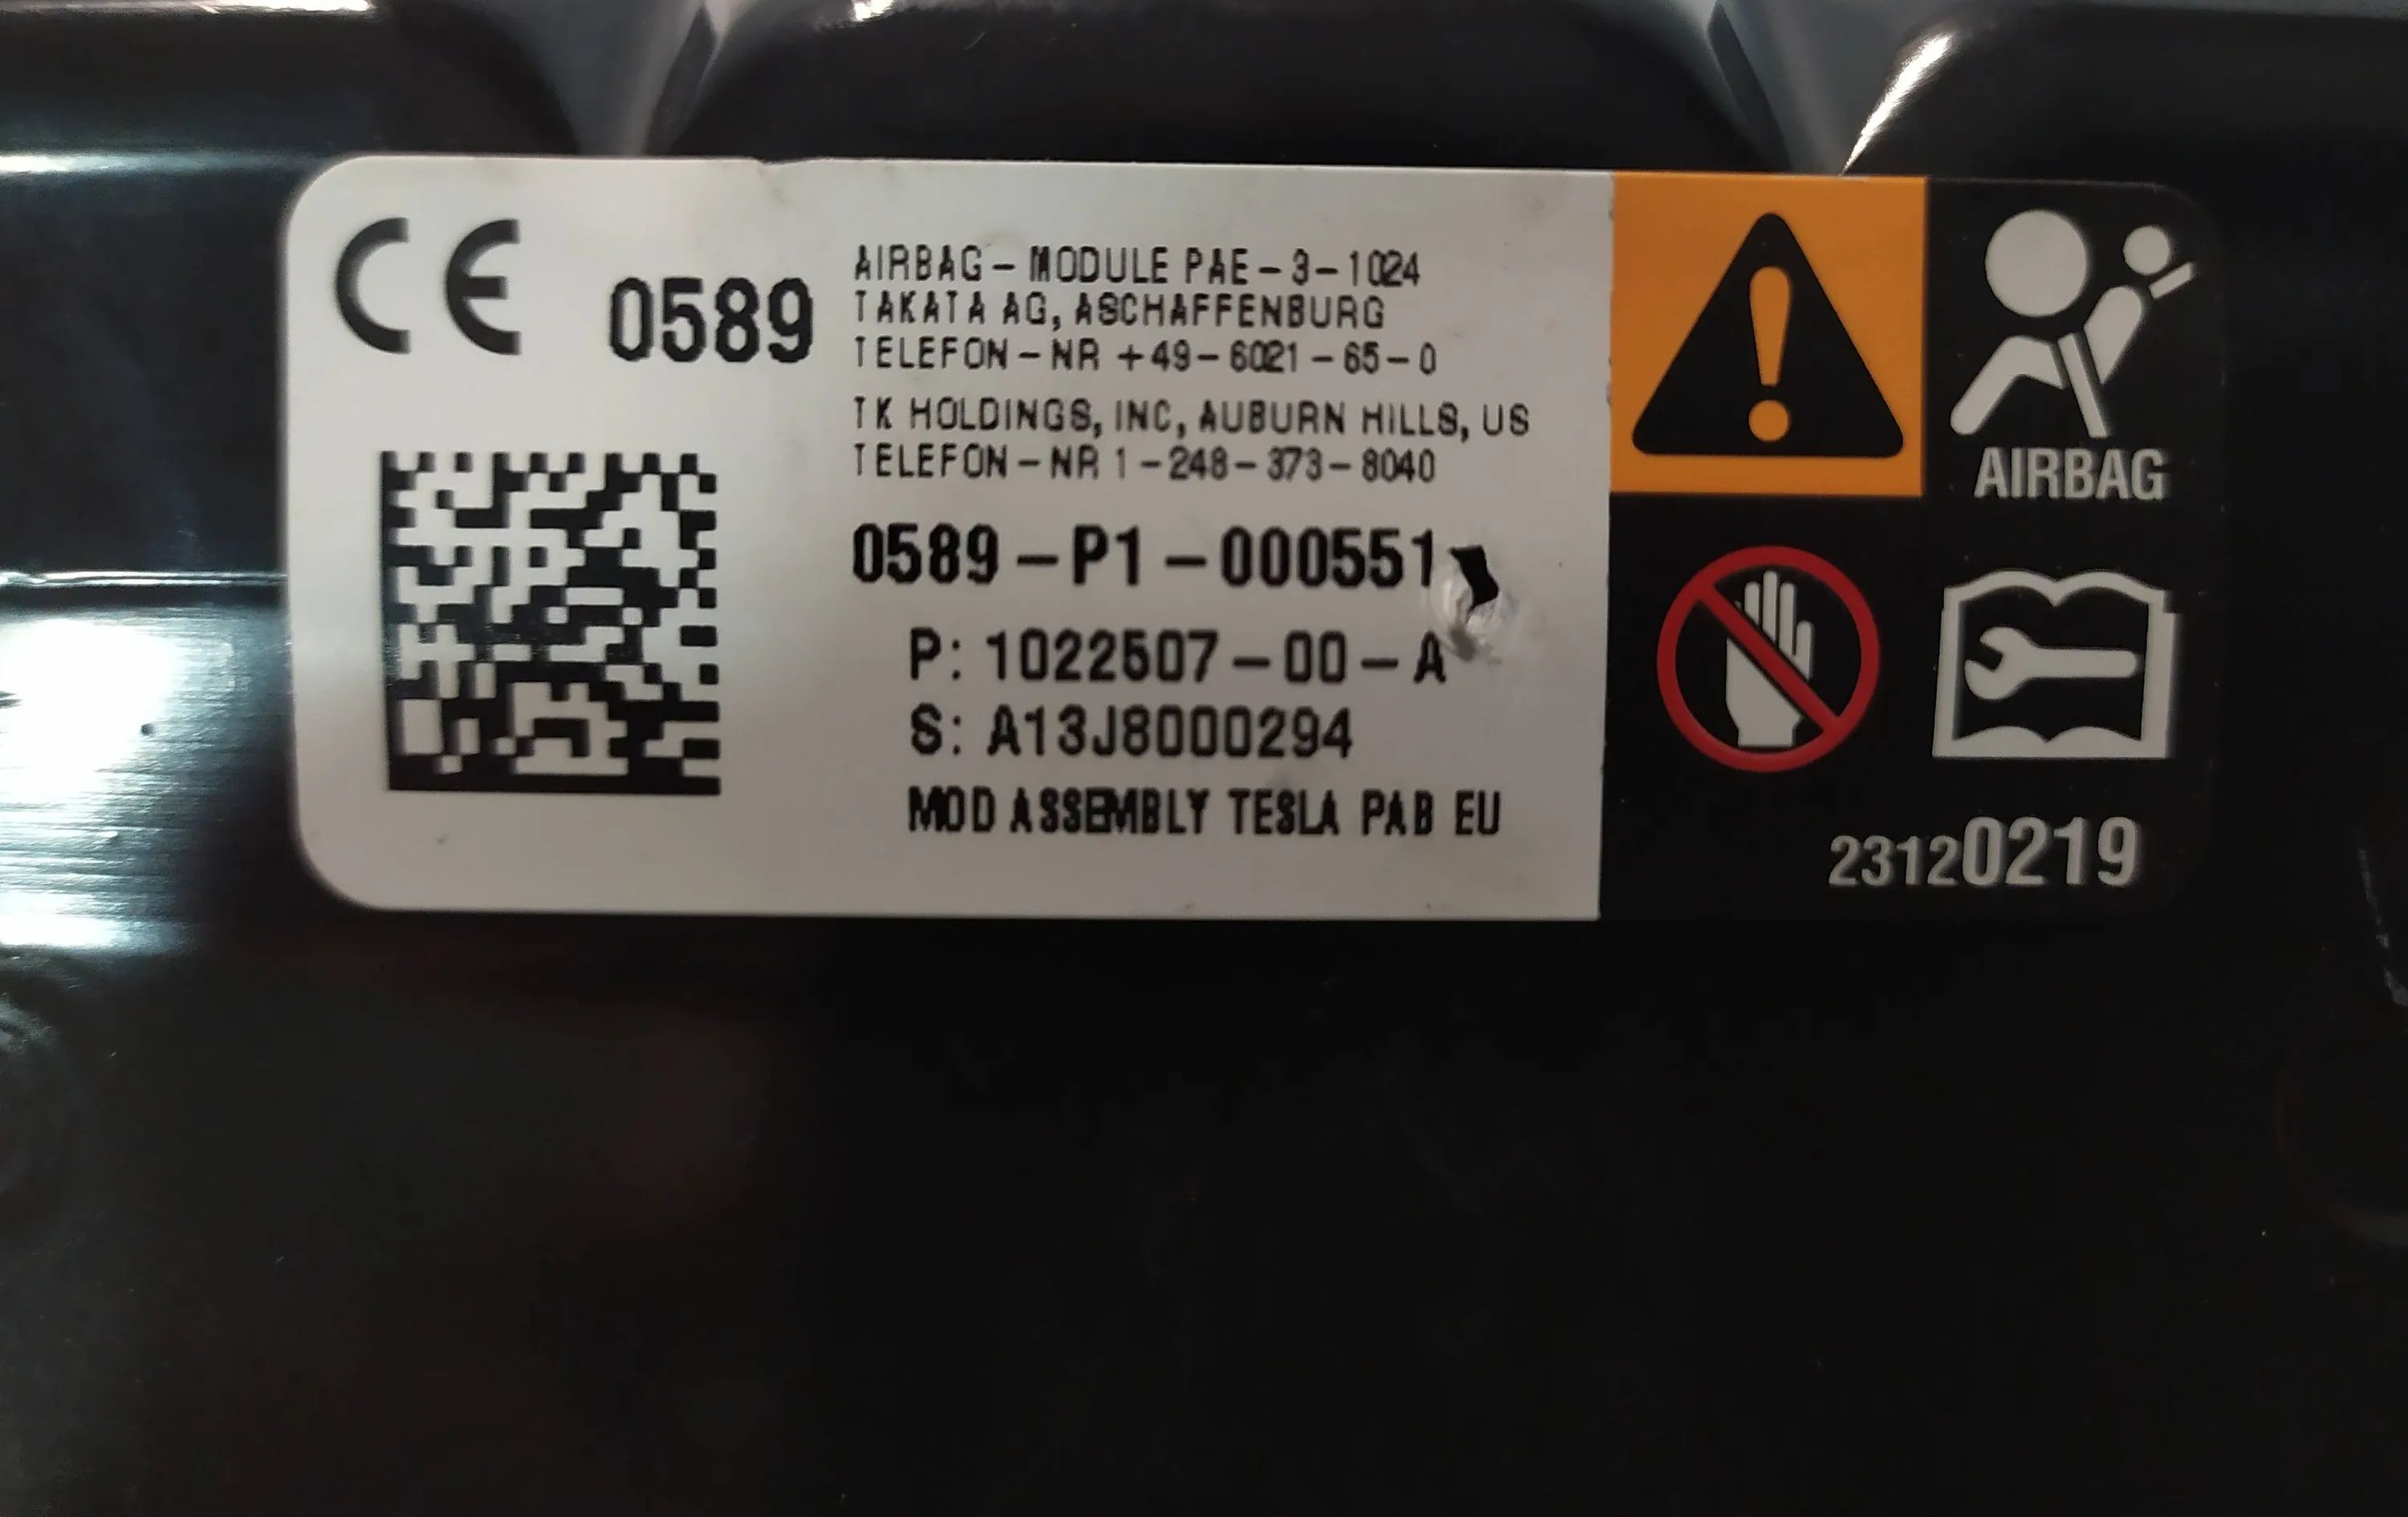 CE 0589
AIRBAG-MODULE PAE-3-1024
TAKATA AG, ASCHAFFENBURG
TELEFON-NR +49-6021-65-0
TK HOLDINGS, INC, AUBURN HILLS, US
TELEFON-NR 1-248-373-8040
0589-P1-000551
P: 1022507-00-A
S: A13J8000294
MOD ASSEMBLY TESLA PAB EU
AIRBAG
23120219